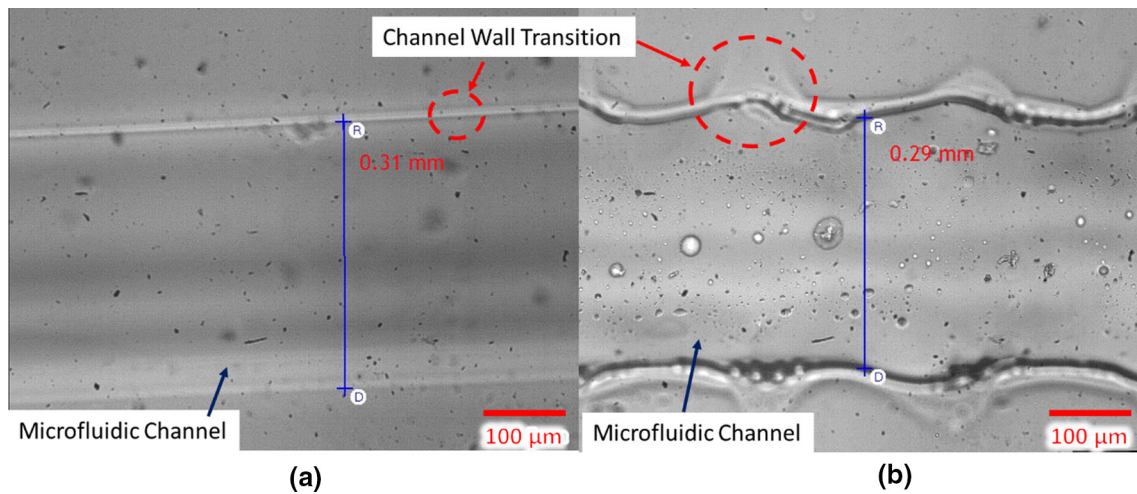 Channel Wall Transition
R
0.31 mm
D
Microfluidic Channel
100 µm
(a)
R
0.29 mm
D
Microfluidic Channel
100 µm
(b)